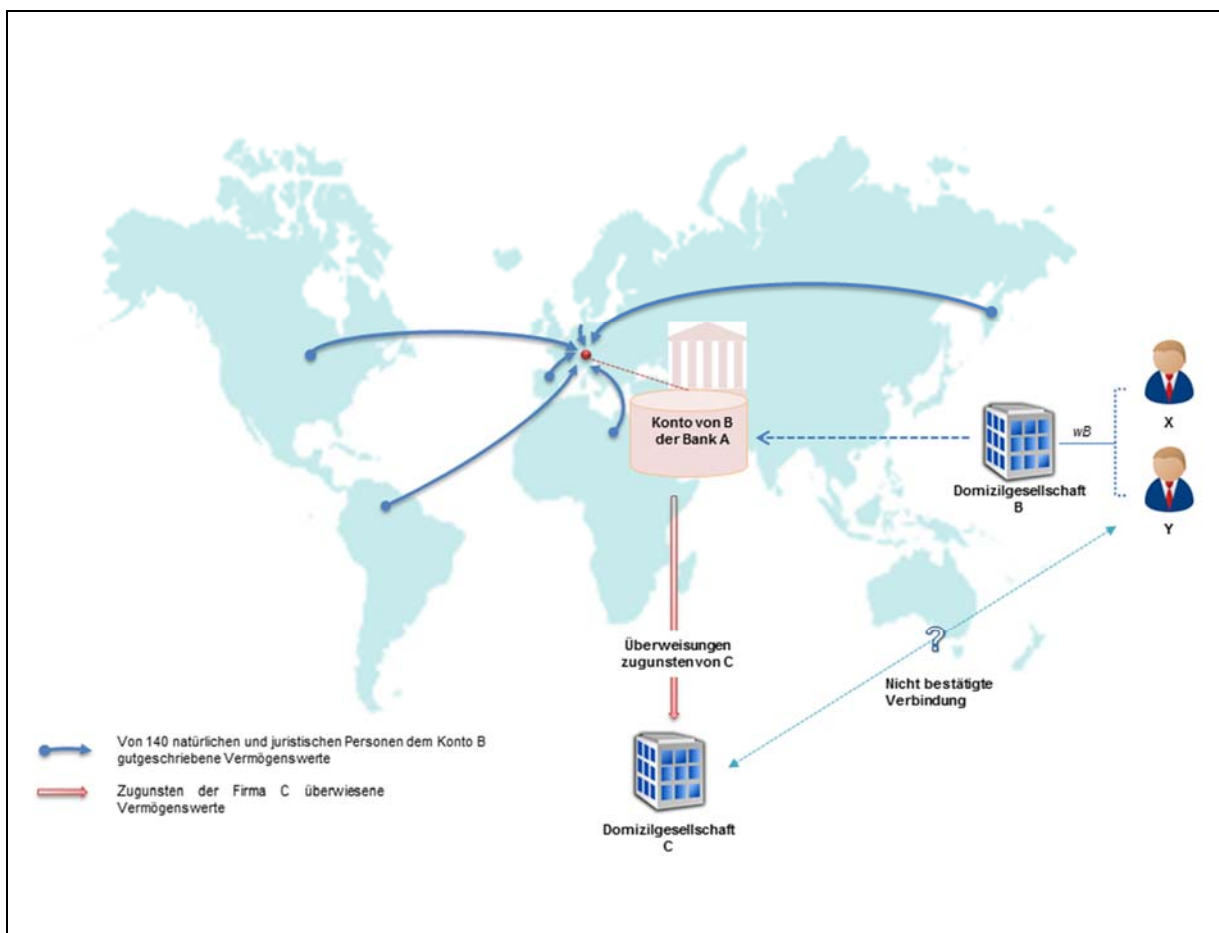 Konto von B
der Bank A
wB
X
Domizilgesellschaft
B
Y
Überweisungen
zugunsten von C
?
Nicht bestätigte
Verbindung
Von 140 natürlichen und juristischen Personen dem Konto B
gutgeschriebene Vermögenswerte
Zugunsten der Firma C überwiesene
Vermögenswerte
Domizilgesellschaft
C